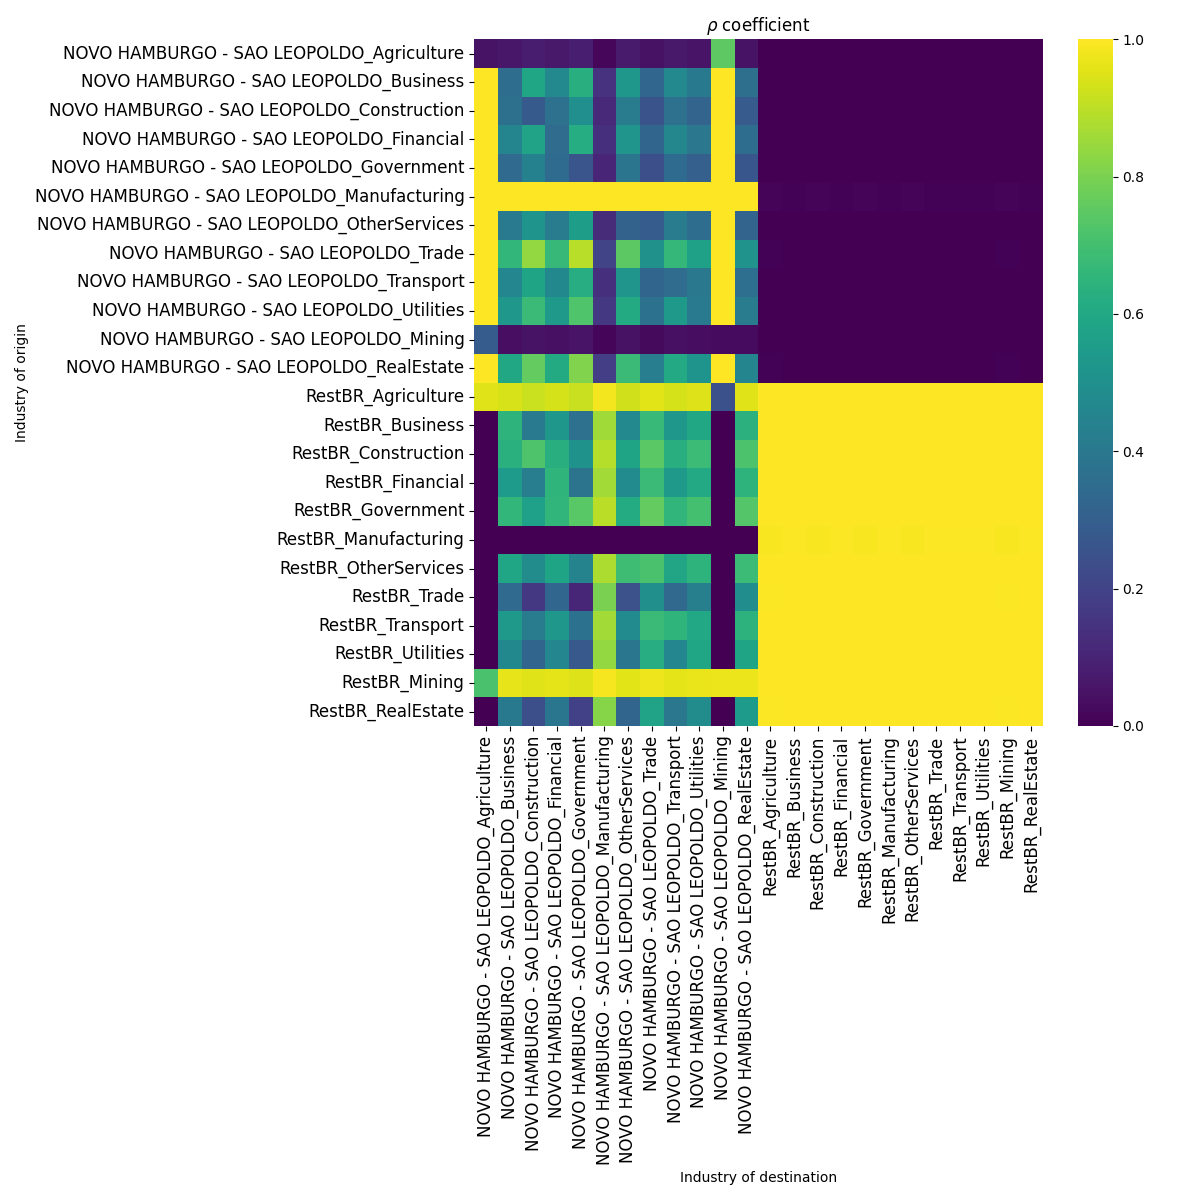 ρ coefficient
NOVO HAMBURGO - SAO LEOPOLDO_Agriculture
NOVO HAMBURGO - SAO LEOPOLDO_Business
NOVO HAMBURGO - SAO LEOPOLDO_Construction
NOVO HAMBURGO - SAO LEOPOLDO_Financial
NOVO HAMBURGO - SAO LEOPOLDO_Government
NOVO HAMBURGO - SAO LEOPOLDO_Manufacturing
NOVO HAMBURGO - SAO LEOPOLDO_OtherServices
NOVO HAMBURGO - SAO LEOPOLDO_Trade
NOVO HAMBURGO - SAO LEOPOLDO_Transport
NOVO HAMBURGO - SAO LEOPOLDO_Utilities
NOVO HAMBURGO - SAO LEOPOLDO_Mining
NOVO HAMBURGO - SAO LEOPOLDO_RealEstate
RestBR_Agriculture
RestBR_Business
RestBR_Construction
RestBR_Financial
RestBR_Government
RestBR_Manufacturing
RestBR_OtherServices
RestBR_Trade
RestBR_Transport
RestBR_Utilities
RestBR_Mining
RestBR_RealEstate
Industry of origin
1.0
0.8
0.6
0.4
0.2
0.0
NOVO HAMBURGO - SAO LEOPOLDO_Agriculture
NOVO HAMBURGO - SAO LEOPOLDO_Business
NOVO HAMBURGO - SAO LEOPOLDO_Construction
NOVO HAMBURGO - SAO LEOPOLDO_Financial
NOVO HAMBURGO - SAO LEOPOLDO_Government
NOVO HAMBURGO - SAO LEOPOLDO_Manufacturing
NOVO HAMBURGO - SAO LEOPOLDO_OtherServices
NOVO HAMBURGO - SAO LEOPOLDO_Trade
NOVO HAMBURGO - SAO LEOPOLDO_Transport
NOVO HAMBURGO - SAO LEOPOLDO_Utilities
NOVO HAMBURGO - SAO LEOPOLDO_Mining
NOVO HAMBURGO - SAO LEOPOLDO_RealEstate
RestBR_Agriculture
RestBR_Business
RestBR_Construction
RestBR_Financial
RestBR_Government
RestBR_Manufacturing
RestBR_OtherServices
RestBR_Trade
RestBR_Transport
RestBR_Utilities
RestBR_Mining
RestBR_RealEstate
Industry of destination